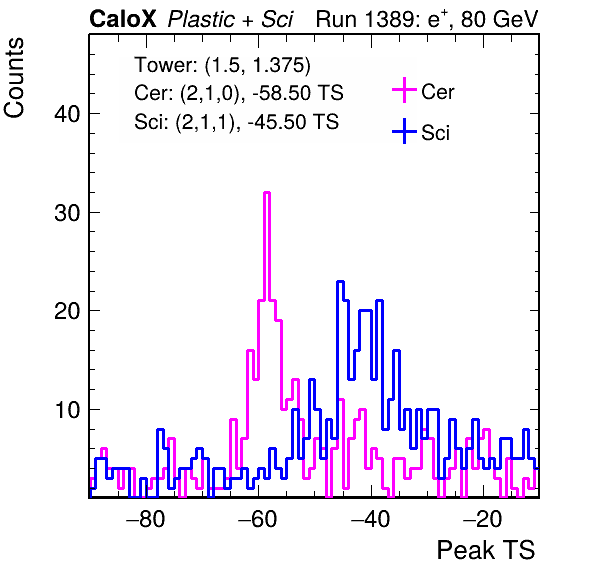 CaloX Plastic + Sci Run 1389: e+, 80 GeV
Counts
Tower: (1.5, 1.375)
Cer: (2,1,0), -58.50 TS
Sci: (2,1,1), -45.50 TS
Cer
Sci
40
30
20
10
−80 −60 −40 −20
Peak TS